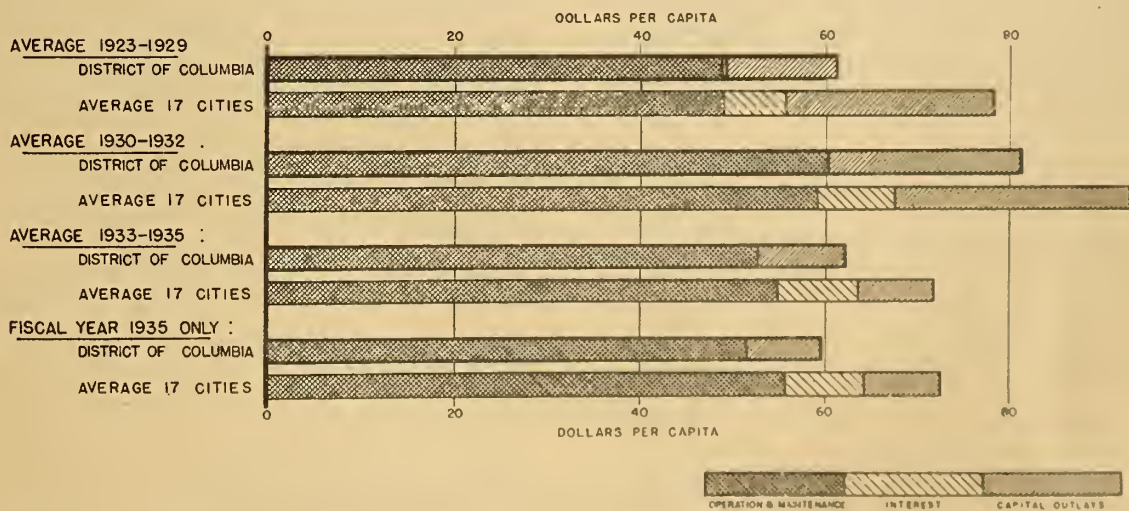 DOLLARS PER CAPITA
0 20 40 60 80
AVERAGE 1923-1929
DISTRICT OF COLUMBIA
AVERAGE 17 CITIES
AVERAGE 1930-1932 :
DISTRICT OF COLUMBIA
AVERAGE 17 CITIES
AVERAGE 1933-1935 :
DISTRICT OF COLUMBIA
AVERAGE 17 CITIES
FISCAL YEAR 1935 ONLY :
DISTRICT OF COLUMBIA
AVERAGE 17 CITIES
0 20 40 60 80
DOLLARS PER CAPITA
OPERATION & MAINTENANCE INTEREST CAPITAL OUTLAYS